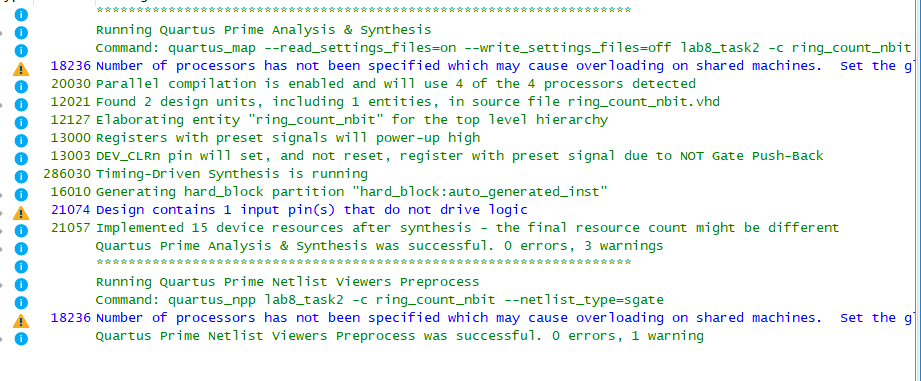 ************************************************************************
Running Quartus Prime Analysis & Synthesis
Command: quartus_map --read_settings_files=on --write_settings_files=off lab8_task2 -c ring_count_nbit
18236 Number of processors has not been specified which may cause overloading on shared machines.  Set the gl
20030 Parallel compilation is enabled and will use 4 of the 4 processors detected
12021 Found 2 design units, including 1 entities, in source file ring_count_nbit.vhd
12127 Elaborating entity "ring_count_nbit" for the top level hierarchy
13000 Registers with preset signals will power-up high
13003 DEV_CLRn pin will set, and not reset, register with preset signal due to NOT Gate Push-Back
286030 Timing-Driven Synthesis is running
16010 Generating hard_block partition "hard_block:auto_generated_inst"
21074 Design contains 1 input pin(s) that do not drive logic
21057 Implemented 15 device resources after synthesis - the final resource count might be different
Quartus Prime Analysis & Synthesis was successful. 0 errors, 3 warnings
************************************************************************
Running Quartus Prime Netlist Viewers Preprocess
Command: quartus_npp lab8_task2 -c ring_count_nbit --netlist_type=sgate
18236 Number of processors has not been specified which may cause overloading on shared machines.  Set the gl
Quartus Prime Netlist Viewers Preprocess was successful. 0 errors, 1 warning